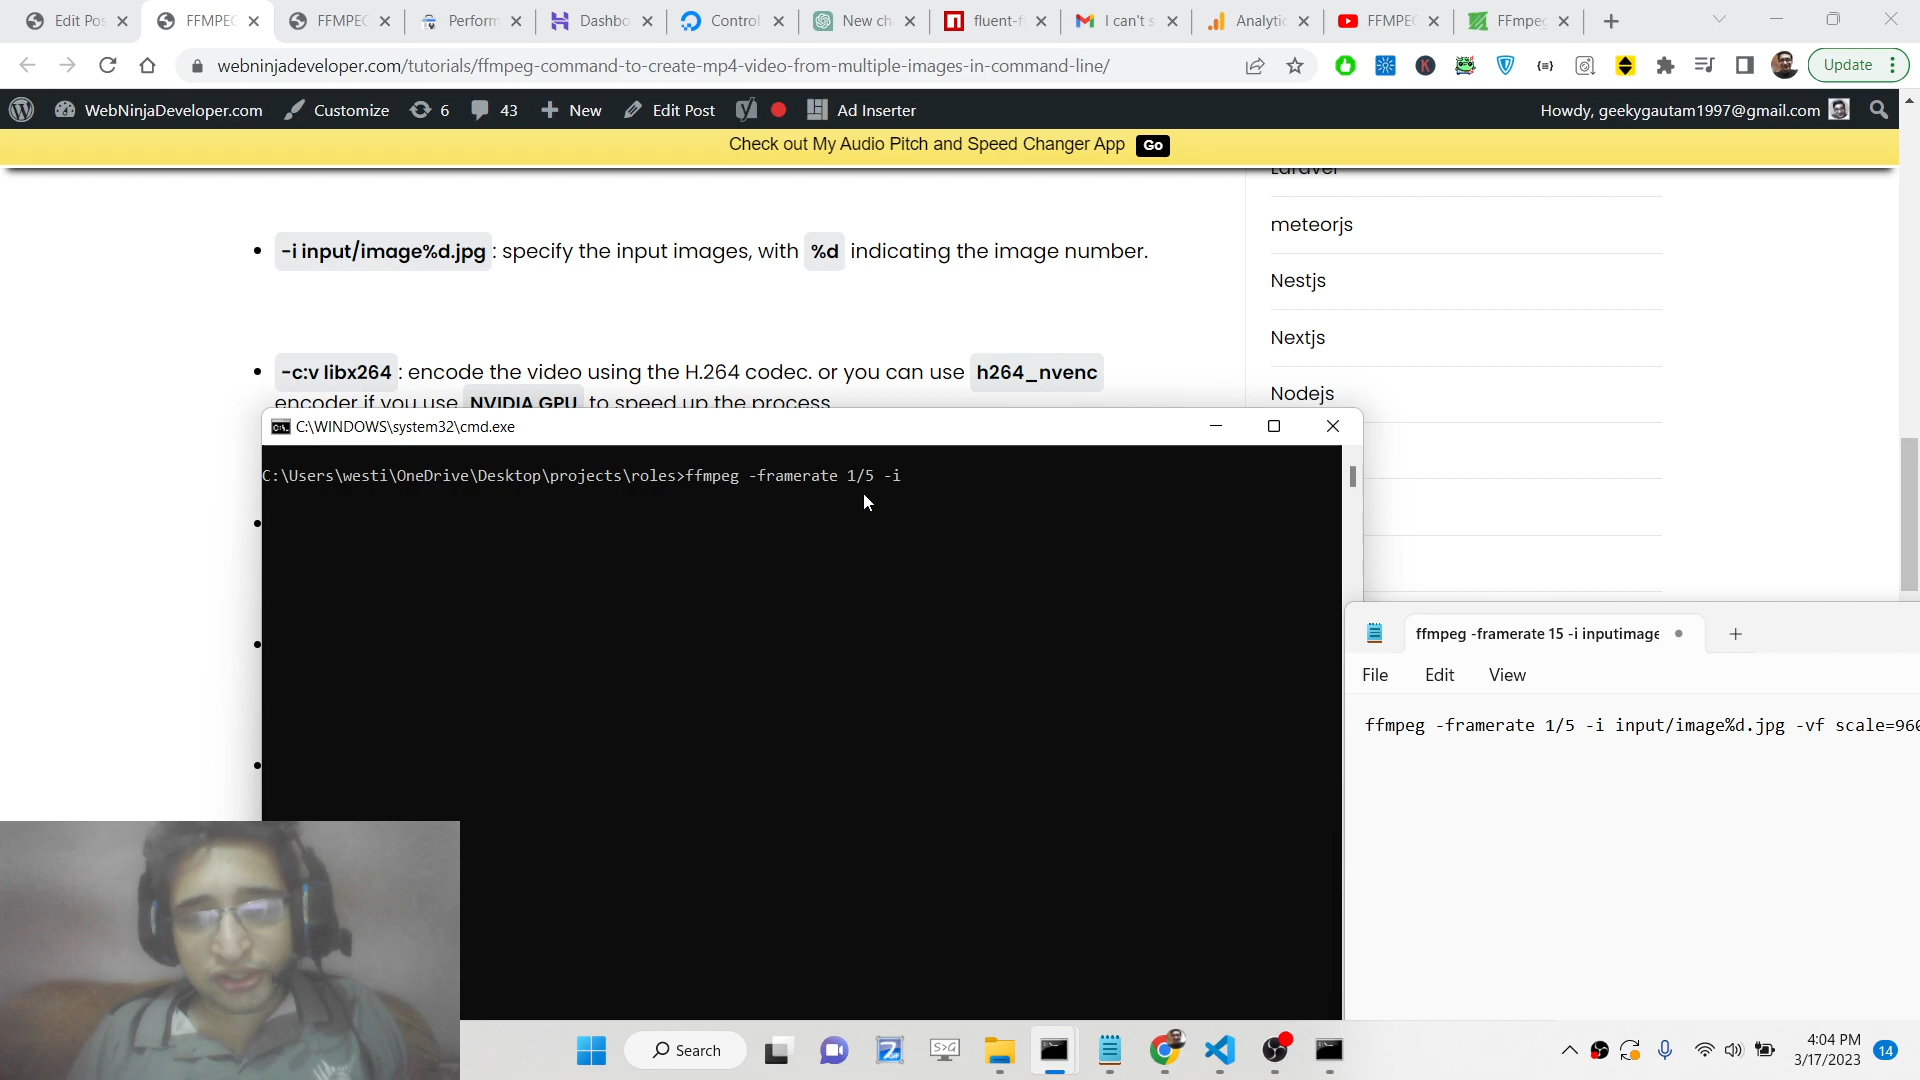 Edit Pos
FFMPEG
FFMPEG
Perform
Dashbo
Control
New ch
fluent-f
I can't s
Analytic
FFMPEG
FFmpeg
webninjadeveloper.com/tutorials/ffmpeg-command-to-create-mp4-video-from-multiple-images-in-command-line/
Update
WebNinjaDeveloper.com
Customize
6
43
New
Edit Post
Ad Inserter
Howdy, geekygautam1997@gmail.com
Check out My Audio Pitch and Speed Changer App Go
Laravel
meteorjs
Nestjs
Nextjs
Nodejs
-i input/image%d.jpg : specify the input images, with %d indicating the image number.
-c:v libx264 : encode the video using the H.264 codec. or you can use h264_nvenc
encoder if you use NVIDIA GPU to speed up the process
C:\WINDOWS\system32\cmd.exe
C:\Users\westi\OneDrive\Desktop\projects\roles>ffmpeg -framerate 1/5 -i
ffmpeg -framerate 15 -i inputimage
File Edit View
ffmpeg -framerate 1/5 -i input/image%d.jpg -vf scale=960
Search
4:04 PM
3/17/2023
14